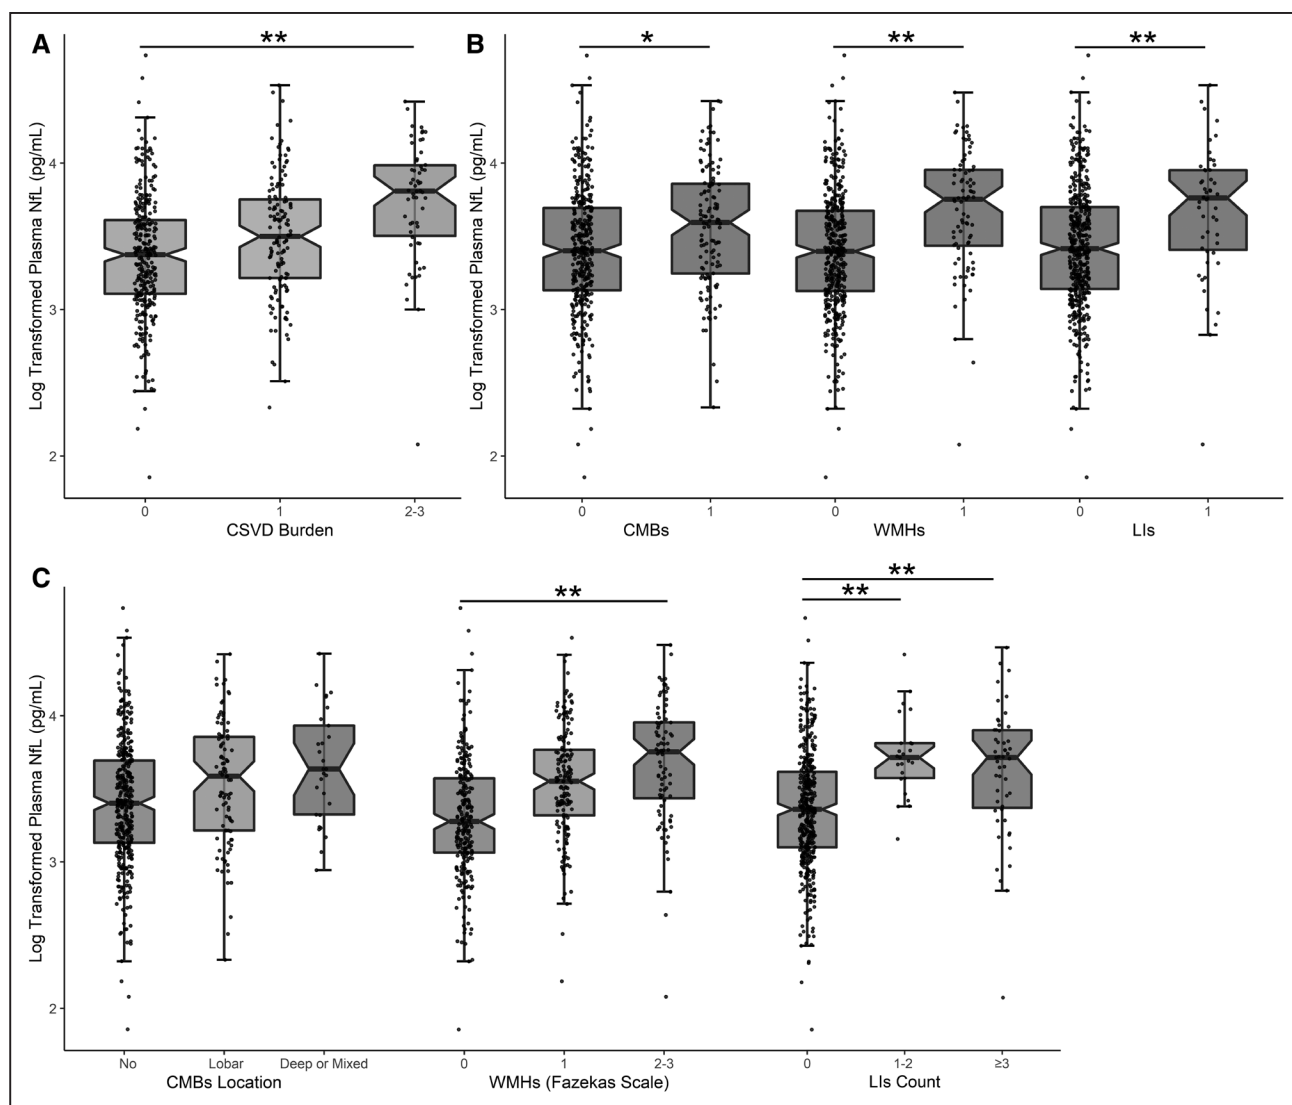 A
**
Log Transformed Plasma NfL (pg/mL)
4
3
2
0 1 2-3
CSVD Burden
B
* ** **
Log Transformed Plasma NfL (pg/mL)
4
3
2
0 1 0 1 0 1
CMBs WMHs LIs
C
** ** **
Log Transformed Plasma NfL (pg/mL)
4
3
2
No Lobar Deep or Mixed 0 1 2-3 0 1-2 ≥3
CMBs Location WMHs (Fazekas Scale) LIs Count